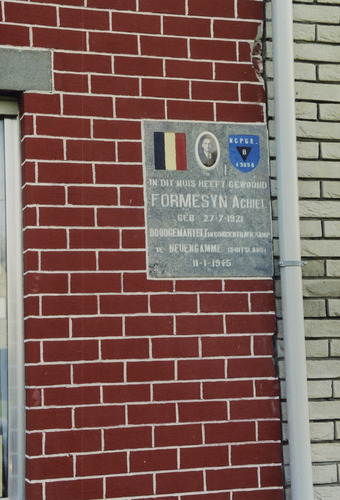 N.C.P.G.R.
B
IN DIT HUIS HEEFT GEWOOND
FORMESYN ACHIEL
GEB 27-7-1921
DOODGEMARTELD IN CONCENTRATIEKAMP
TE NEUENGAMME (DUITSLAND)
11-1-1945